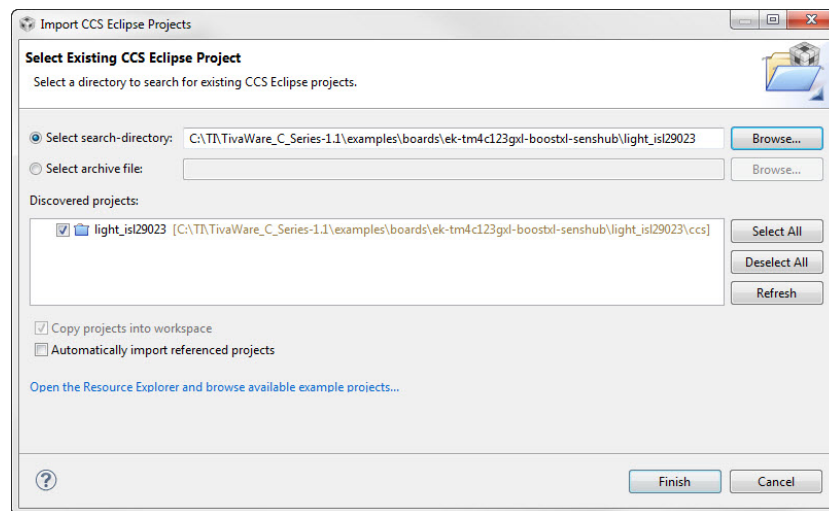 Import CCS Eclipse Projects
Select Existing CCS Eclipse Project
Select a directory to search for existing CCS Eclipse projects.
Select search-directory: C:\TI\TivaWare_C_Series-1.1\examples\boards\ek-tm4c123gxl-boostxl-senshub\light_isl29023 Browse...
Select archive file: Browse...
Discovered projects:
light_isl29023 [C:\TI\TivaWare_C_Series-1.1\examples\boards\ek-tm4c123gxl-boostxl-senshub\light_isl29023\ccs] Select All
Deselect All
Refresh
Copy projects into workspace
Automatically import referenced projects
Open the Resource Explorer and browse available example projects...
? Finish Cancel